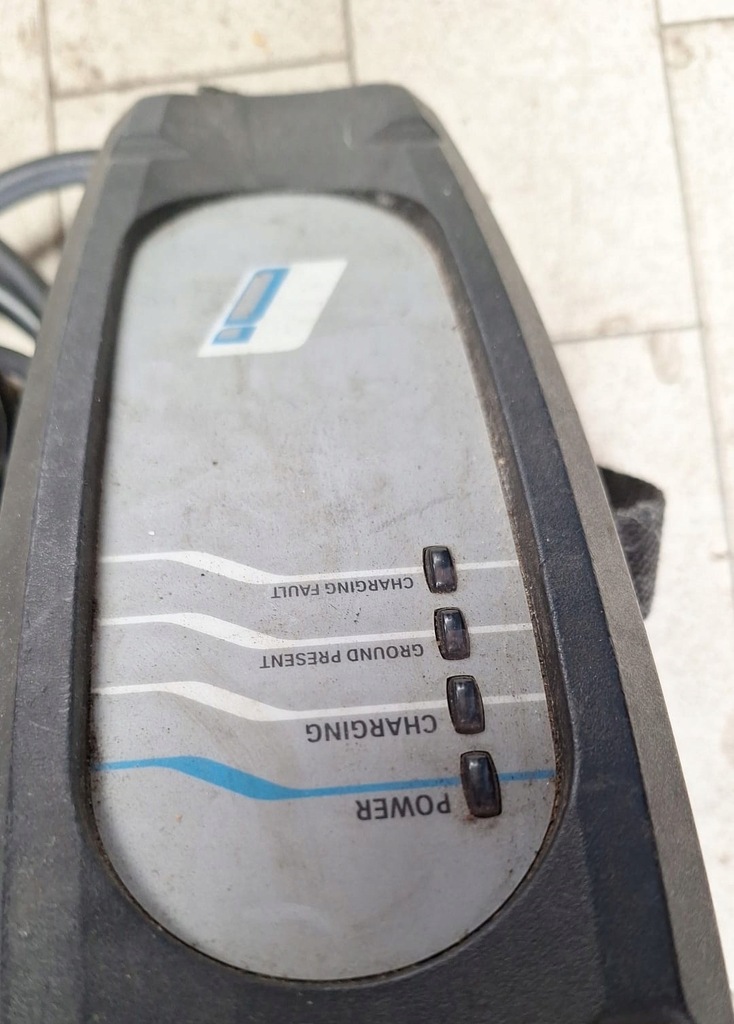 POWER
CHARGING
GROUND PRESENT
CHARGING FAULT